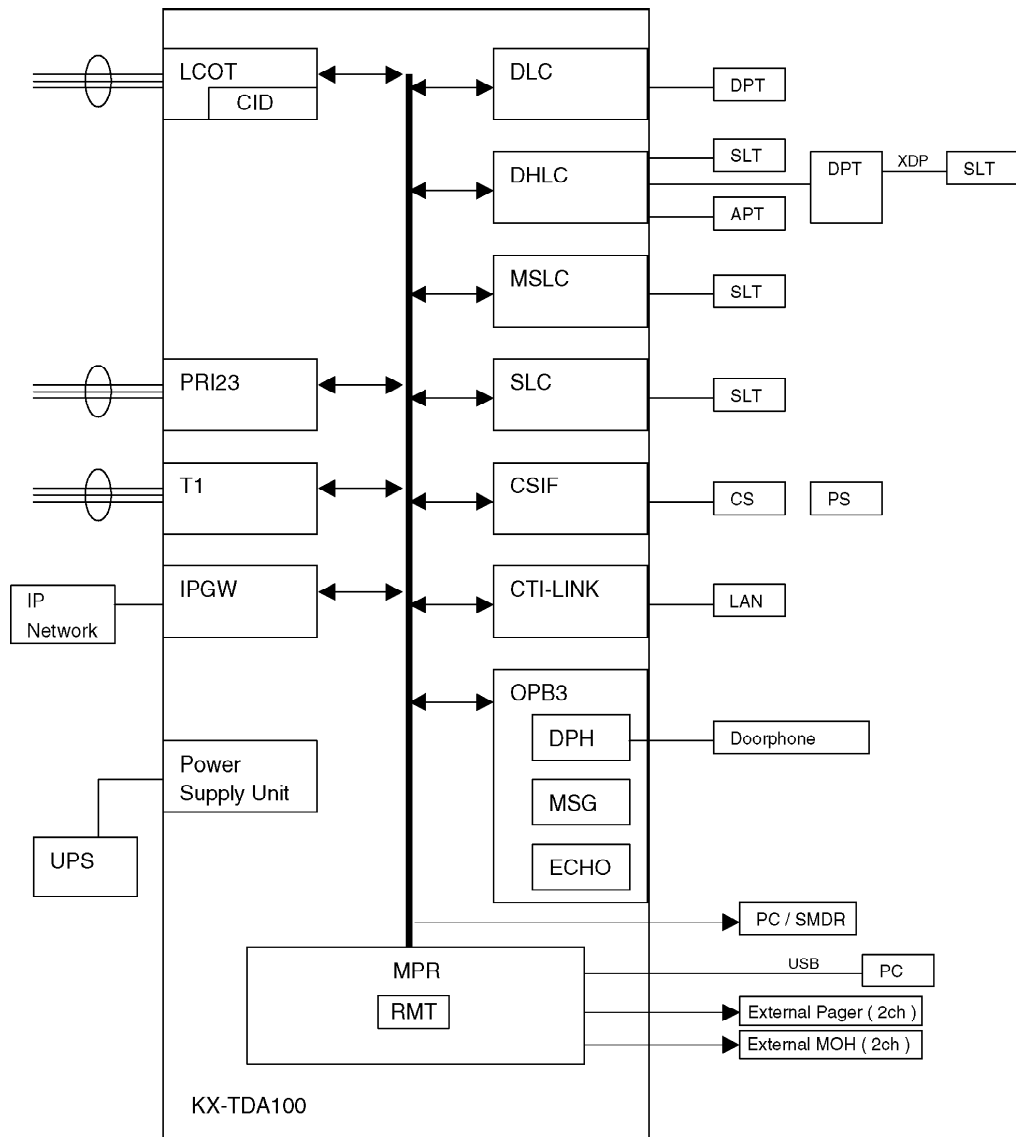 LCOT
CID
DLC
DPT
DHLC
SLT
DPT
XDP
SLT
APT
MSLC
SLT
PRI23
SLC
SLT
T1
CSIF
CS
PS
IP
Network
IPGW
CTI-LINK
LAN
OPB3
DPH
Doorphone
MSG
ECHO
Power
Supply Unit
UPS
PC / SMDR
MPR
RMT
USB
PC
External Pager ( 2ch )
External MOH ( 2ch )
KX-TDA100